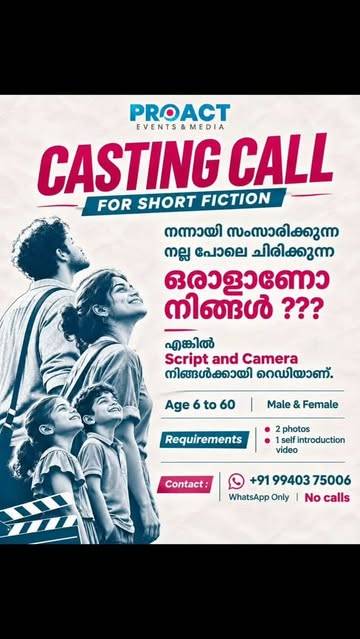 PROACT
EVENTS & MEDIA
CASTING CALL
FOR SHORT FICTION
നന്നായി സംസാരിക്കുന്ന
നല്ല പോലെ ചിരിക്കുന്ന
ഒരാളാണോ
നിങ്ങൾ ???
എങ്കിൽ
Script and Camera
നിങ്ങൾക്കായി റെഡിയാണ്.
Age 6 to 60 | Male & Female
Requirements
• 2 photos
• 1 self introduction
video
Contact :
+91 99403 75006
WhatsApp Only | No calls